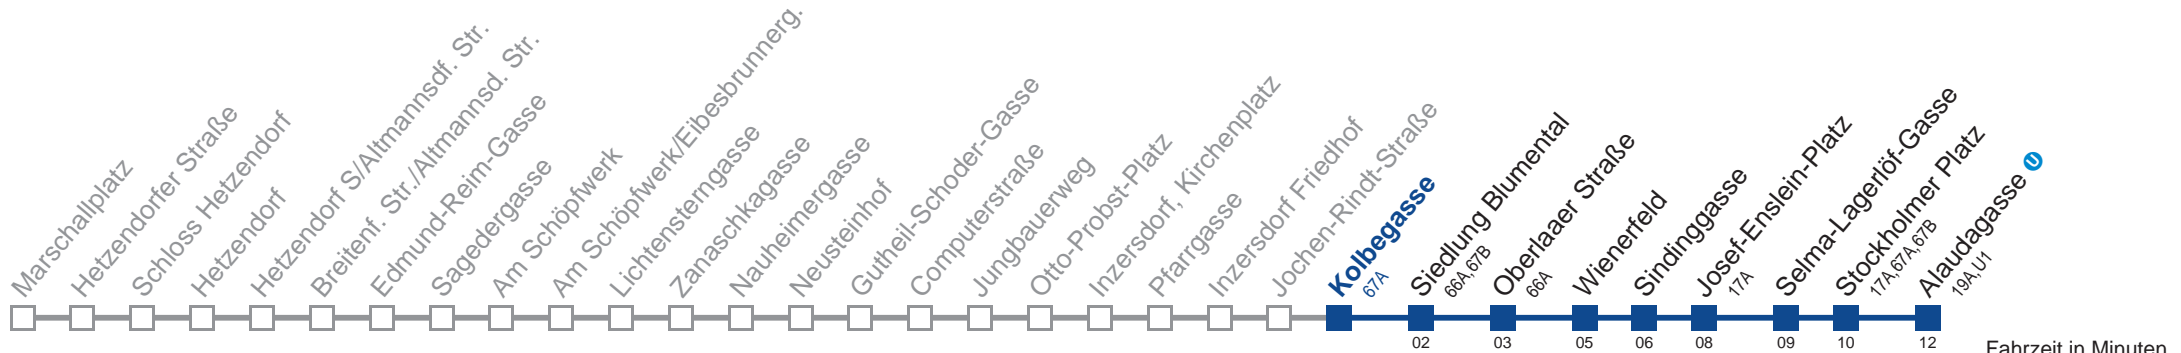 Marschallplatz
Hetzendorfer Straße
Schloss Hetzendorf
Hetzendorf
Hetzendorf S/Altmannsdf. Str.
Breitenf. Str./Altmannsd. Str.
Edmund-Reim-Gasse
Sagedergasse
Am Schöpfwerk
Am Schöpfwerk/Eibesbrunnerg.
Lichtensterngasse
Zanaschkagasse
Nauheimergasse
Neusteinhof
Gutheil-Schoder-Gasse
Computerstraße
Jungbauerweg
Otto-Probst-Platz
Inzersdorf, Kirchenplatz
Pfarrgasse
Inzersdorf Friedhof
Jochen-Rindt-Straße
Kolbegasse
67A
Siedlung Blumental
66A,67B
Oberlaaer Straße
66A
Wienerfeld
Sindinggasse
Josef-Enslein-Platz
17A
Selma-Lagerlöf-Gasse
Stockholmer Platz
17A,67A,67B
Alaudagasse U
19A,U1
02 03 05 06 08 09 10 12
Fahrzeit in Minuten